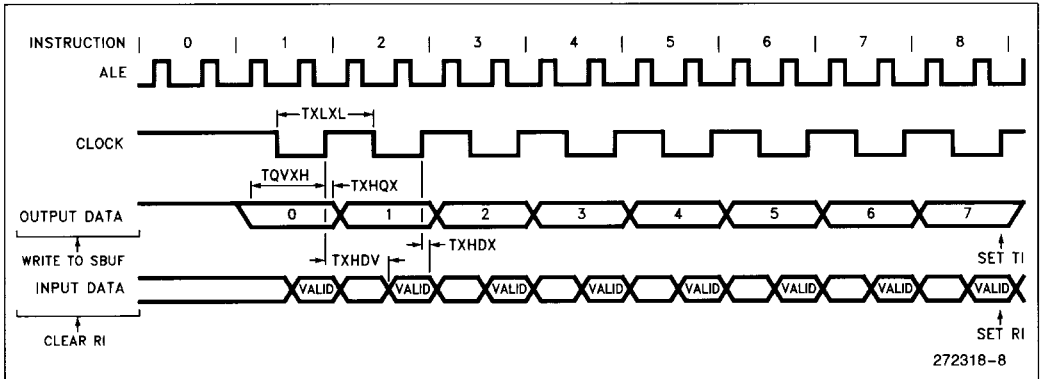 INSTRUCTION | 0 | 1 | 2 | 3 | 4 | 5 | 6 | 7 | 8 |
ALE
TXLXL
CLOCK
TQVXH TXHQX
OUTPUT DATA 0 1 2 3 4 5 6 7
TXHDX
WRITE TO SBUF TXHDV SET TI
INPUT DATA VALID VALID VALID VALID VALID VALID VALID VALID
CLEAR RI SET RI
272318-8